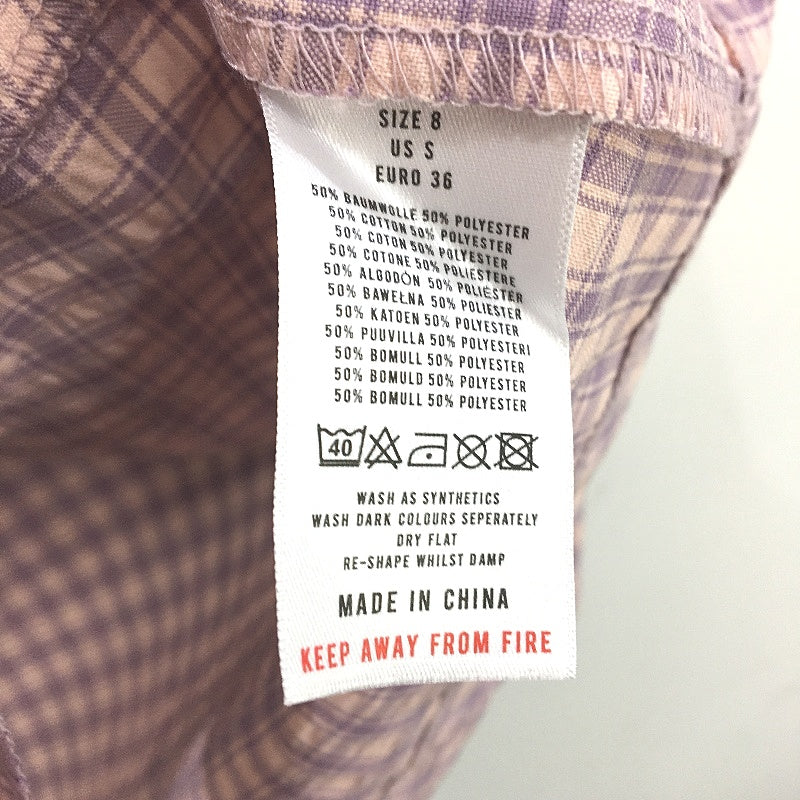 SIZE 8
US S
EURO 36
50% BAUMWOLLE 50% POLYESTER
50% COTTON 50% POLYESTER
50% COTON 50% POLYESTER
50% COTONE 50% POLIESTERE
50% ALGODÓN 50% POLIÉSTER
50% BAWEŁNA 50% POLIESTER
50% KATOEN 50% POLYESTER
50% PUUVILLA 50% POLYESTERI
50% BOMULL 50% POLYESTER
50% BOMULD 50% POLYESTER
50% BOMULL 50% POLYESTER
40
WASH AS SYNTHETICS
WASH DARK COLOURS SEPERATELY
DRY FLAT
RE-SHAPE WHILST DAMP
MADE IN CHINA
KEEP AWAY FROM FIRE